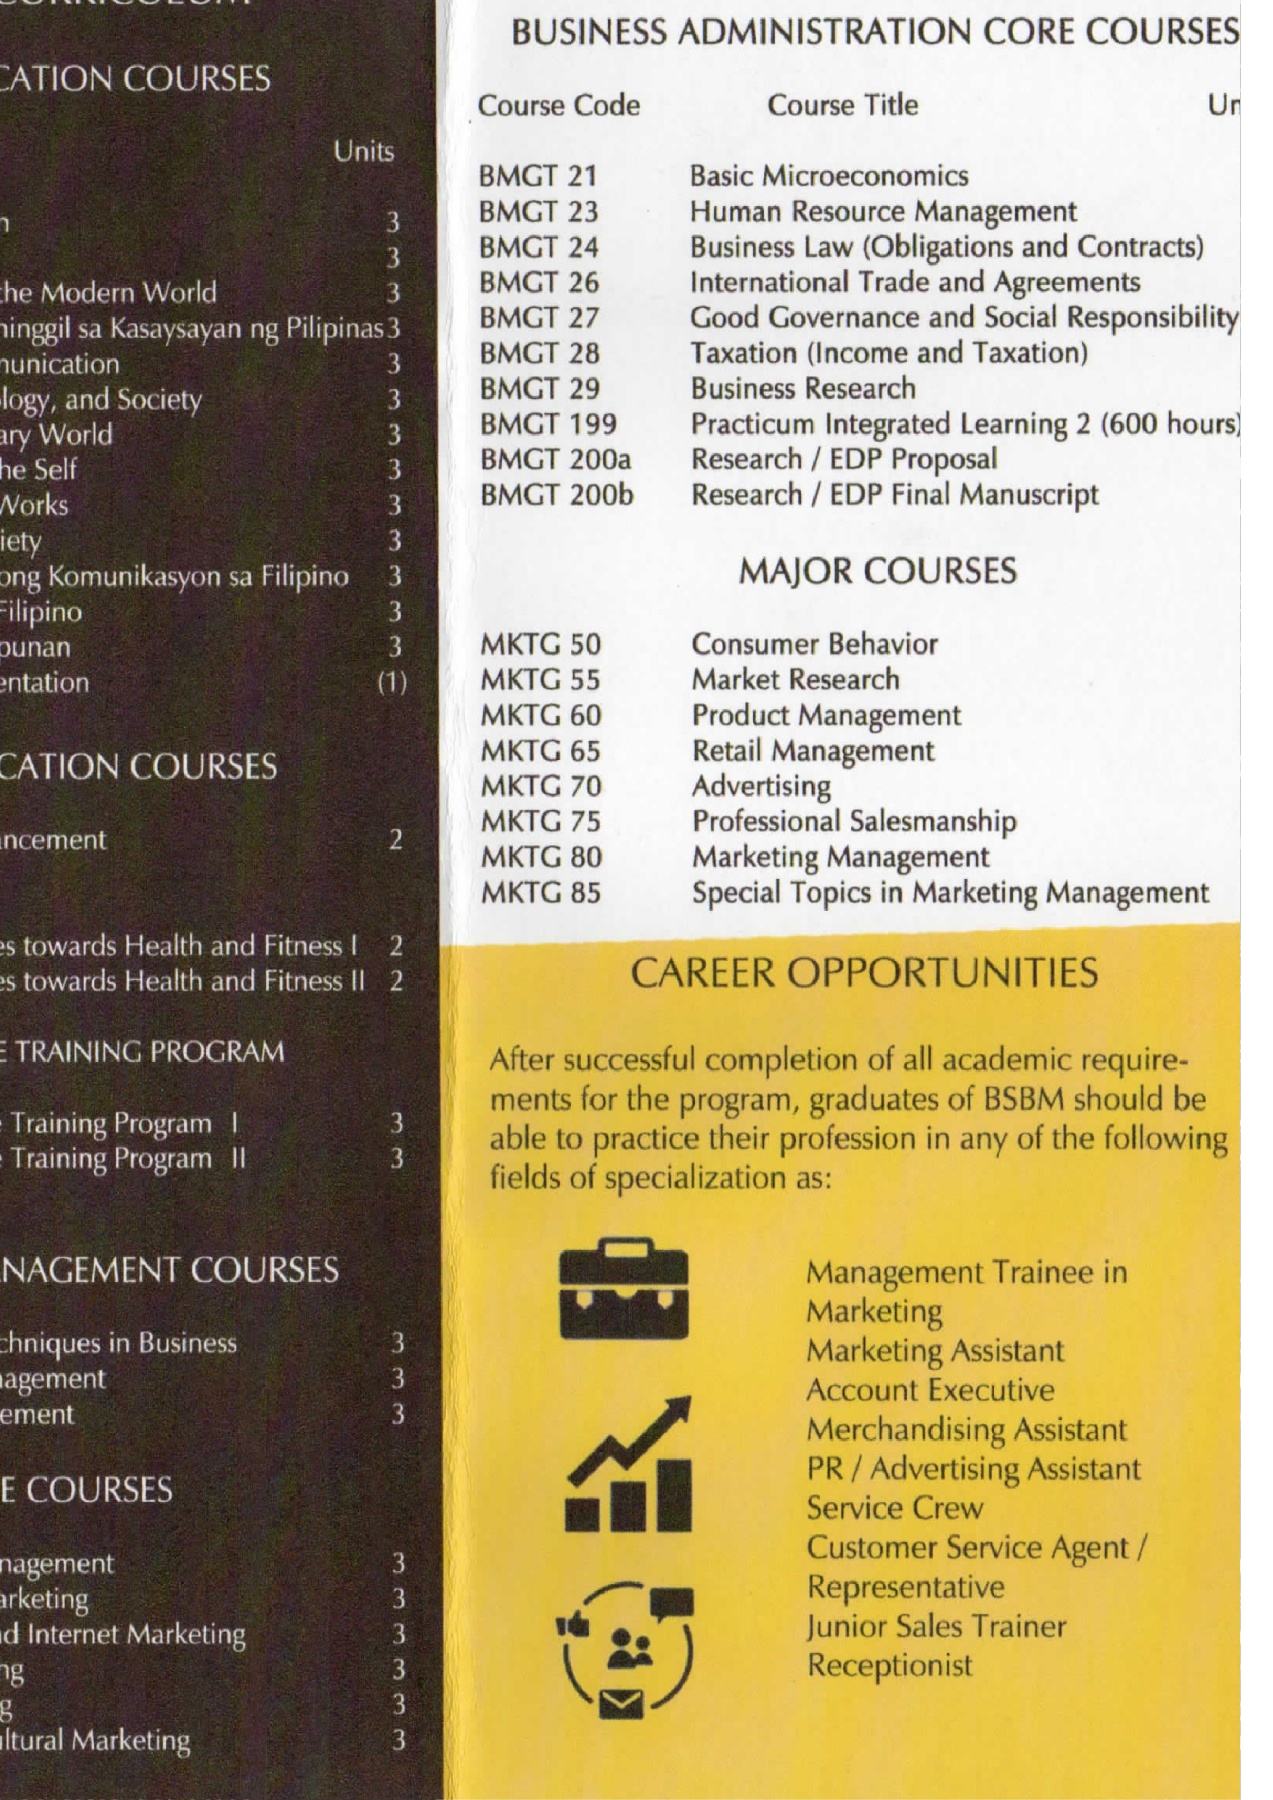 CATION COURSES
Units
3
3
the Modern World 3
ninggil sa Kasaysayan ng Pilipinas 3
munication 3
logy, and Society 3
ary World 3
he Self 3
Works 3
iety 3
ong Komunikasyon sa Filipino 3
Filipino 3
punan 3
entation (1)
CATION COURSES
ancement 2
es towards Health and Fitness I 2
es towards Health and Fitness II 2
E TRAINING PROGRAM
e Training Program I 3
e Training Program II 3
NAGEMENT COURSES
chniques in Business 3
nagement 3
ement 3
E COURSES
nagement 3
arketing 3
nd Internet Marketing 3
ng 3
g 3
ultural Marketing 3
BUSINESS ADMINISTRATION CORE COURSES
Course Code Course Title Un
BMGT 21 Basic Microeconomics
BMGT 23 Human Resource Management
BMGT 24 Business Law (Obligations and Contracts)
BMGT 26 International Trade and Agreements
BMGT 27 Good Governance and Social Responsibility
BMGT 28 Taxation (Income and Taxation)
BMGT 29 Business Research
BMGT 199 Practicum Integrated Learning 2 (600 hours)
BMGT 200a Research / EDP Proposal
BMGT 200b Research / EDP Final Manuscript
MAJOR COURSES
MKTG 50 Consumer Behavior
MKTG 55 Market Research
MKTG 60 Product Management
MKTG 65 Retail Management
MKTG 70 Advertising
MKTG 75 Professional Salesmanship
MKTG 80 Marketing Management
MKTG 85 Special Topics in Marketing Management
CAREER OPPORTUNITIES
After successful completion of all academic require-
ments for the program, graduates of BSBM should be
able to practice their profession in any of the following
fields of specialization as:
Management Trainee in
Marketing
Marketing Assistant
Account Executive
Merchandising Assistant
PR / Advertising Assistant
Service Crew
Customer Service Agent /
Representative
Junior Sales Trainer
Receptionist